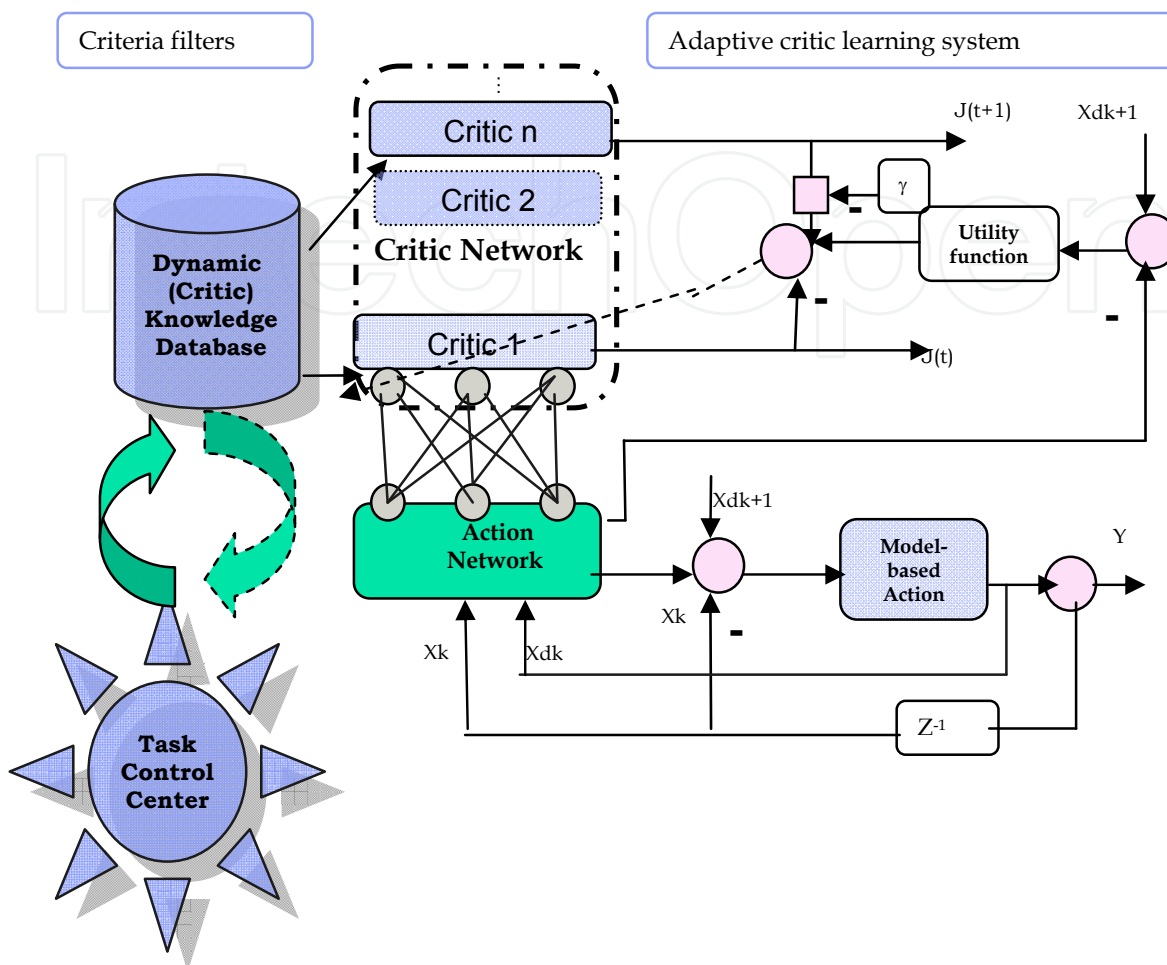 Criteria filters
Adaptive critic learning system
⋮
Critic n
J(t+1)
Xdk+1
Critic 2
γ
-
Critic Network
Utility
function
-
Dynamic
(Critic)
Knowledge
Database
-
Critic 1
J(t)
IntechOpen
Xdk+1
Action
Network
Model-
based
Action
Y
Xk
-
Xk
Xdk
Z-1
Task
Control
Center